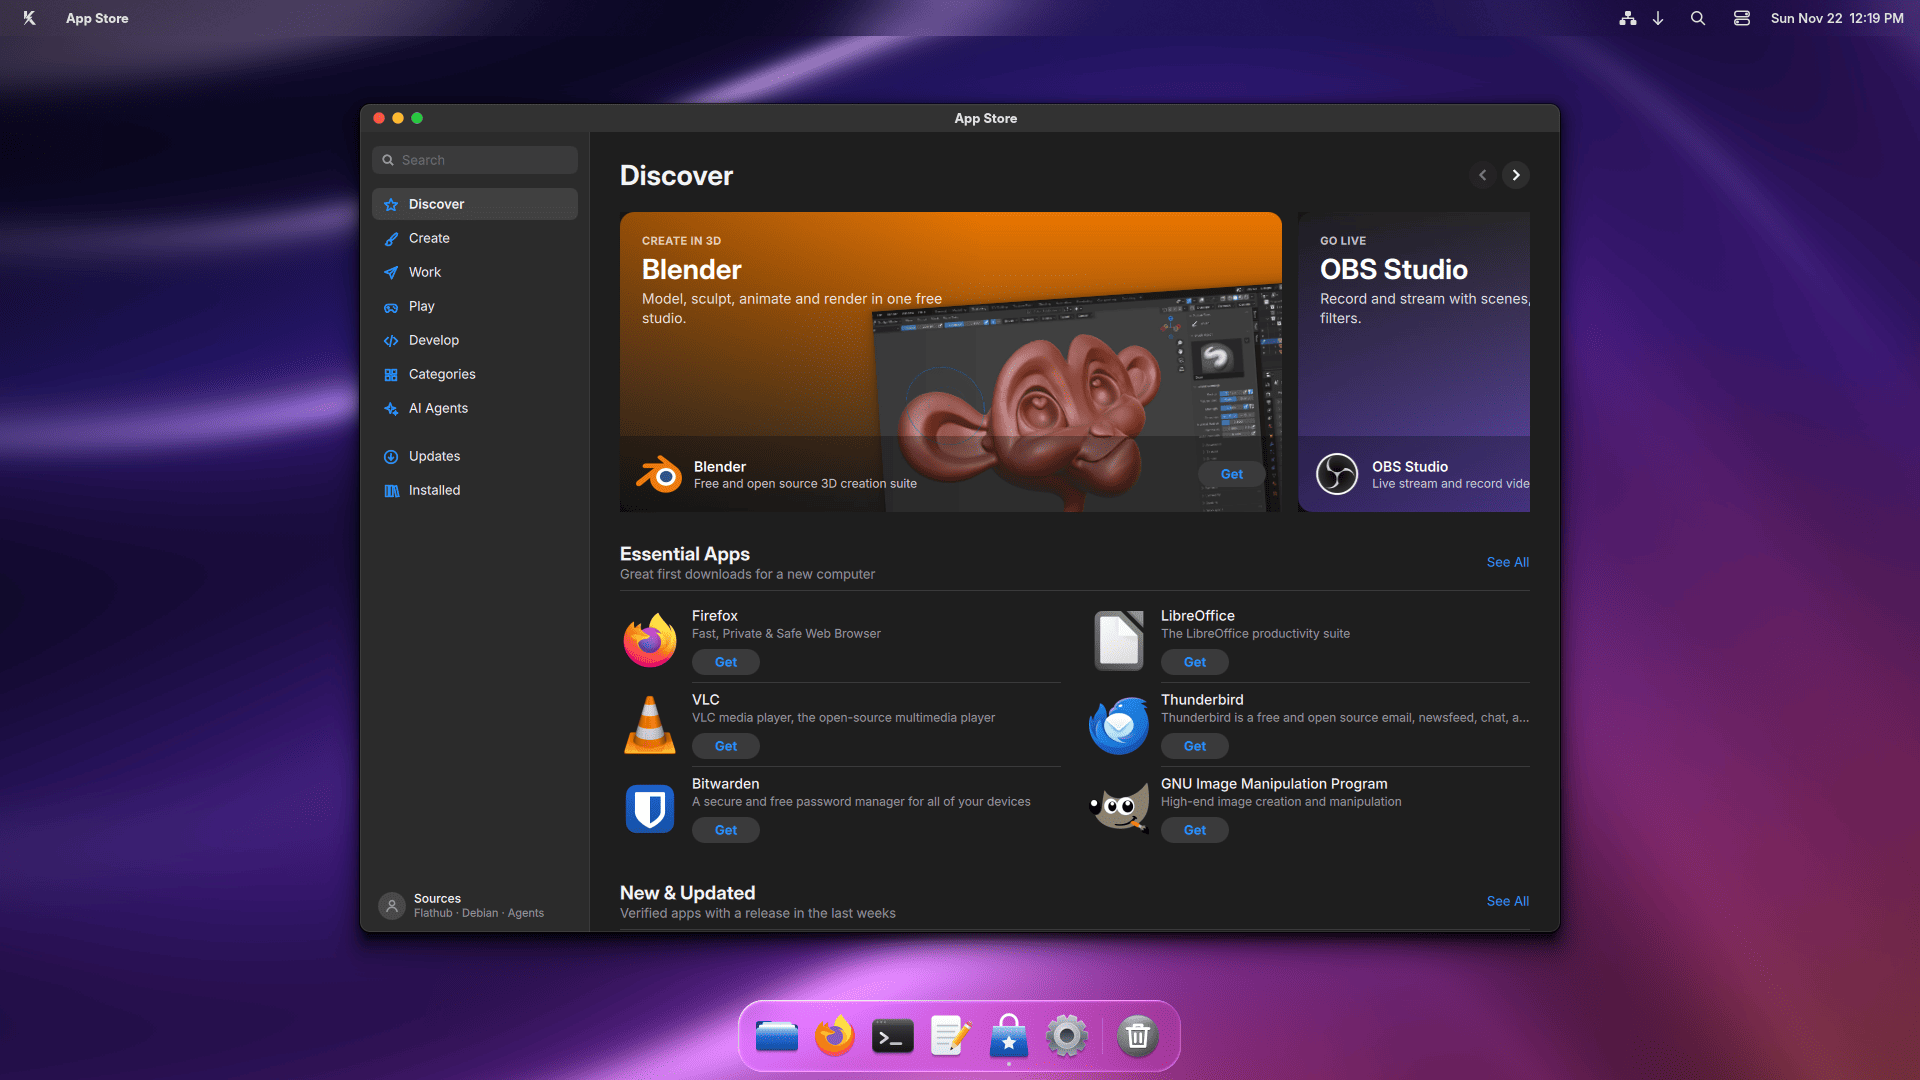 App Store
Sun Nov 22 12:19 PM
App Store
Search
Discover
Create
Work
Play
Develop
Categories
AI Agents
Updates
Installed
Sources
Flathub · Debian · Agents
Discover
CREATE IN 3D
Blender
Model, sculpt, animate and render in one free
studio.
Blender
Free and open source 3D creation suite
Get
GO LIVE
OBS Studio
Record and stream with scenes,
filters.
OBS Studio
Live stream and record vide
Essential Apps
Great first downloads for a new computer
See All
Firefox
Fast, Private & Safe Web Browser
Get
LibreOffice
The LibreOffice productivity suite
Get
VLC
VLC media player, the open-source multimedia player
Get
Thunderbird
Thunderbird is a free and open source email, newsfeed, chat, a...
Get
Bitwarden
A secure and free password manager for all of your devices
Get
GNU Image Manipulation Program
High-end image creation and manipulation
Get
New & Updated
Verified apps with a release in the last weeks
See All